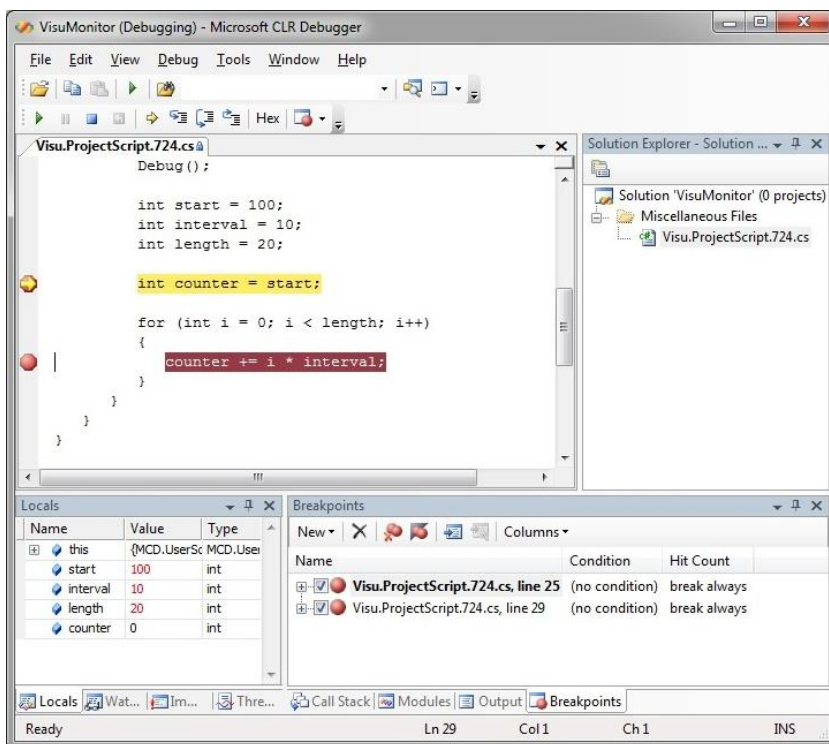 VisuMonitor (Debugging) - Microsoft CLR Debugger
File Edit View Debug Tools Window Help
Hex
Visu.ProjectScript.724.cs
Debug();
int start = 100;
int interval = 10;
int length = 20;
int counter = start;
for (int i = 0; i < length; i++)
{
counter += i * interval;
}
}
}
}
Solution Explorer - Solution ...
Solution 'VisuMonitor' (0 projects)
Miscellaneous Files
Visu.ProjectScript.724.cs
Locals
Name Value Type
this {MCD.UserSc MCD.User
start 100 int
interval 10 int
length 20 int
counter 0 int
Locals Wat... Im... Thre...
Breakpoints
New Columns
Name Condition Hit Count
Visu.ProjectScript.724.cs, line 25 (no condition) break always
Visu.ProjectScript.724.cs, line 29 (no condition) break always
Call Stack Modules Output Breakpoints
Ready Ln 29 Col 1 Ch 1 INS